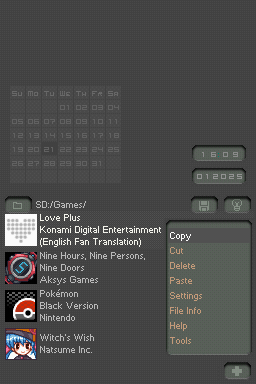 Su Mo Tu We Th Fr Sa
01 02 03 04
05 06 07 08 09 10 11
12 13 14 15 16 17 18
19 20 21 22 23 24 25
26 27 28 29 30 31
16:09
012025
SD:/Games/
Love Plus
Konami Digital Entertainment
(English Fan Translation)
Nine Hours, Nine Persons,
Nine Doors
Aksys Games
Pokémon
Black Version
Nintendo
Witch's Wish
Natsume Inc.
Copy
Cut
Delete
Paste
Settings
File Info
Help
Tools